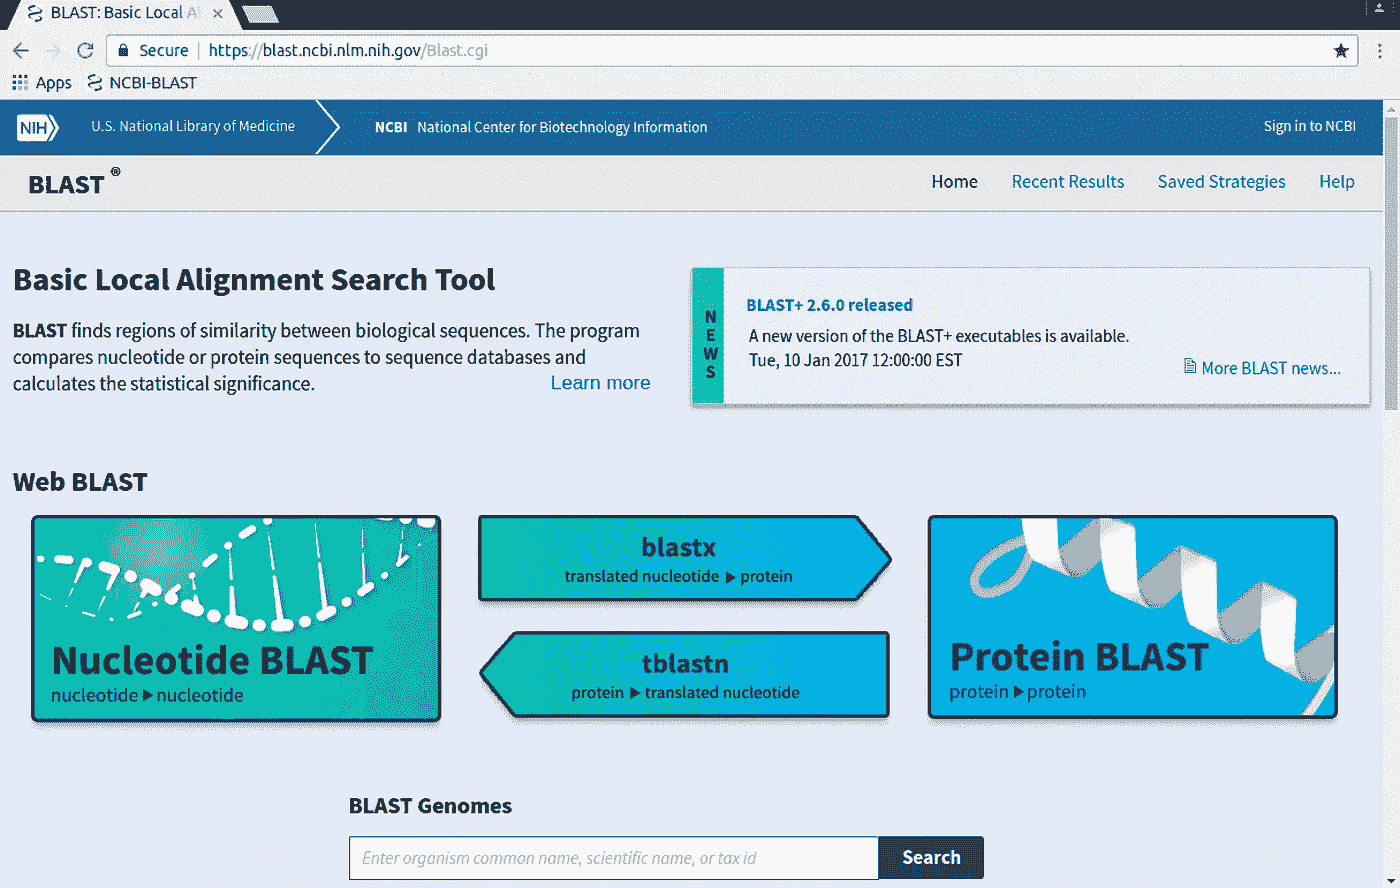 BLAST: Basic Local Al
Secure | https://blast.ncbi.nlm.nih.gov/Blast.cgi
Apps NCBI-BLAST
NIH U.S. National Library of Medicine NCBI National Center for Biotechnology Information Sign in to NCBI
BLAST ® Home Recent Results Saved Strategies Help
Basic Local Alignment Search Tool
BLAST finds regions of similarity between biological sequences. The program
compares nucleotide or protein sequences to sequence databases and
calculates the statistical significance. Learn more
NEWS
BLAST+ 2.6.0 released
A new version of the BLAST+ executables is available.
Tue, 10 Jan 2017 12:00:00 EST
More BLAST news...
Web BLAST
Nucleotide BLAST
nucleotide ▶ nucleotide
blastx
translated nucleotide ▶ protein
tblastn
protein ▶ translated nucleotide
Protein BLAST
protein ▶ protein
BLAST Genomes
Enter organism common name, scientific name, or tax id
Search